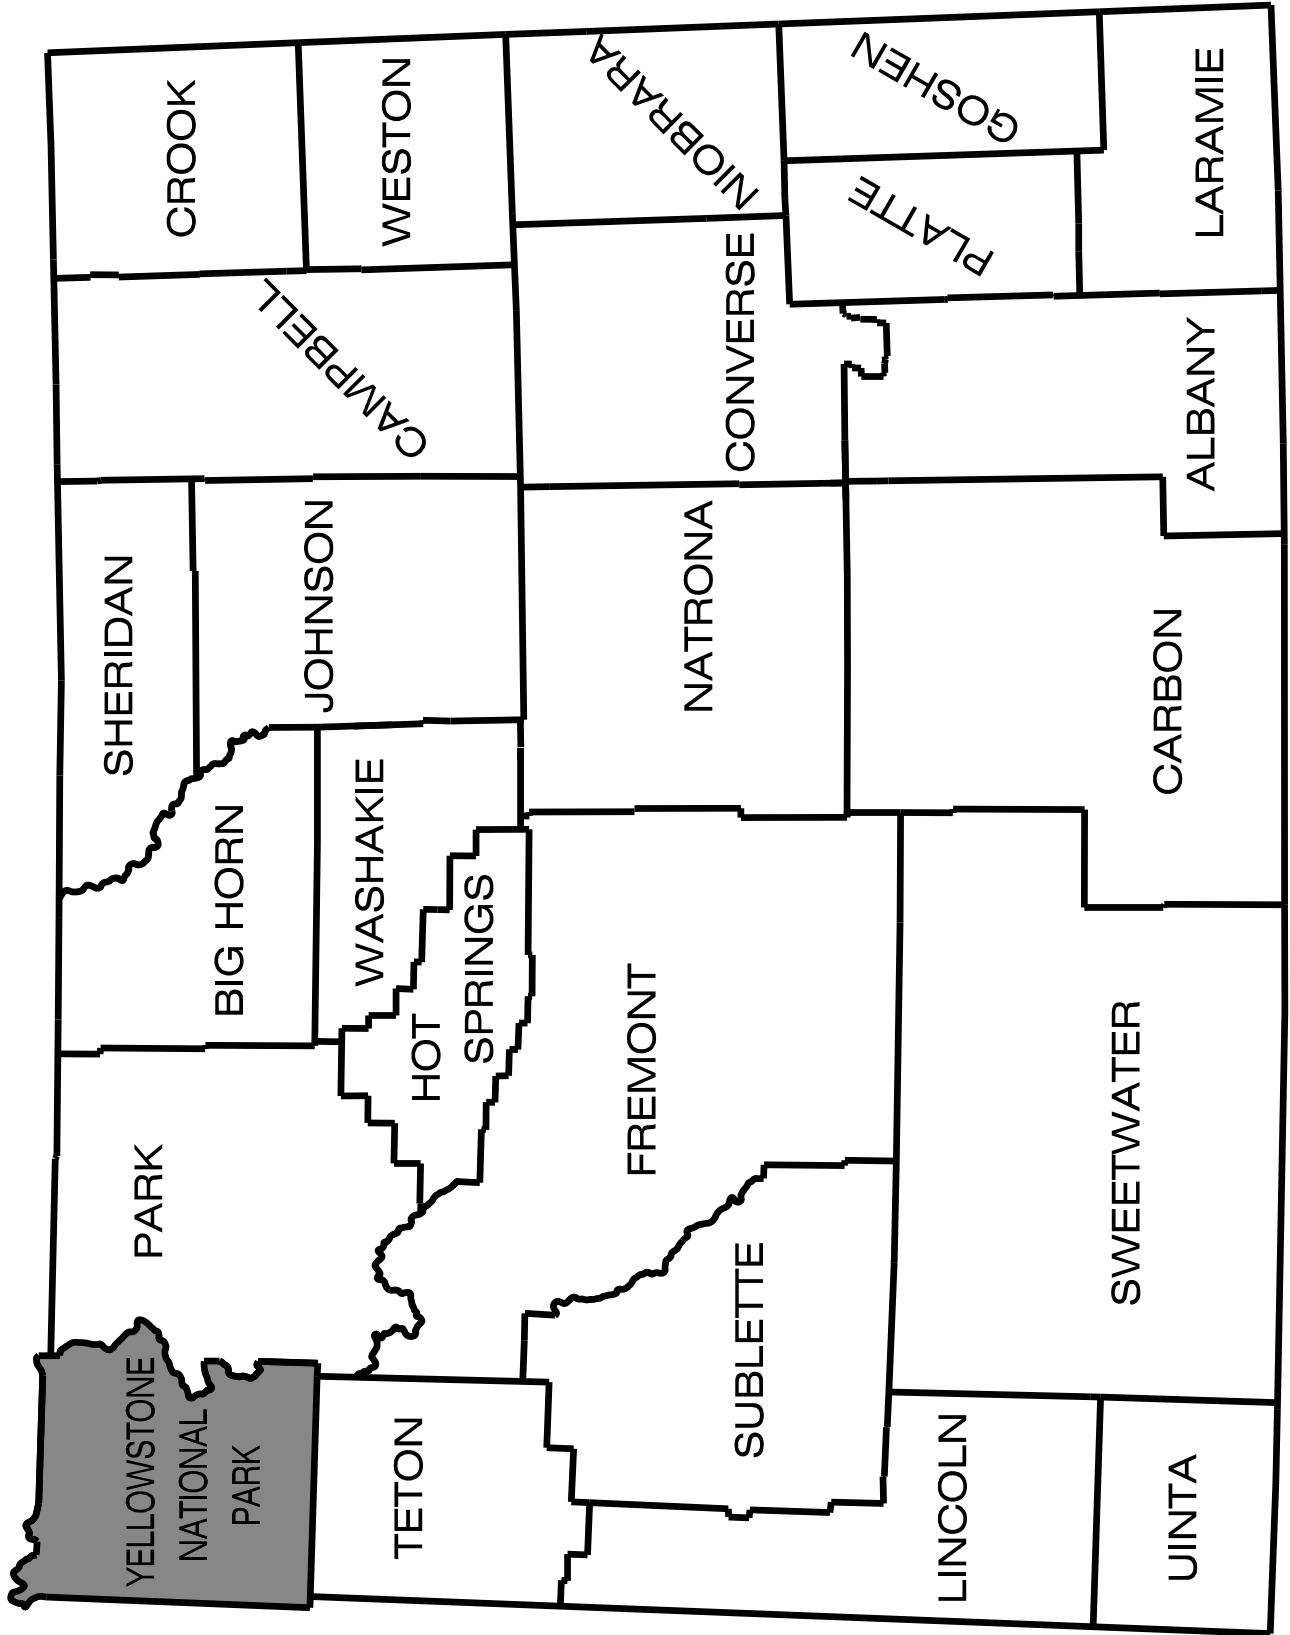 YELLOWSTONE
NATIONAL
PARK
PARK
BIG HORN
SHERIDAN
CAMPBELL
CROOK
JOHNSON
WESTON
WASHAKIE
HOT
SPRINGS
TETON
FREMONT
NATRONA
CONVERSE
NIOBRARA
SUBLETTE
PLATTE
GOSHEN
LINCOLN
SWEETWATER
CARBON
ALBANY
LARAMIE
UINTA